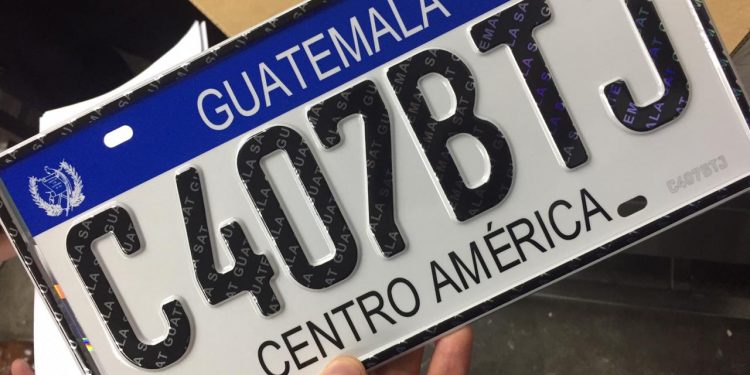 GUATEMALA
C407BTJ
C407BTJ
CENTRO AMÉRICA